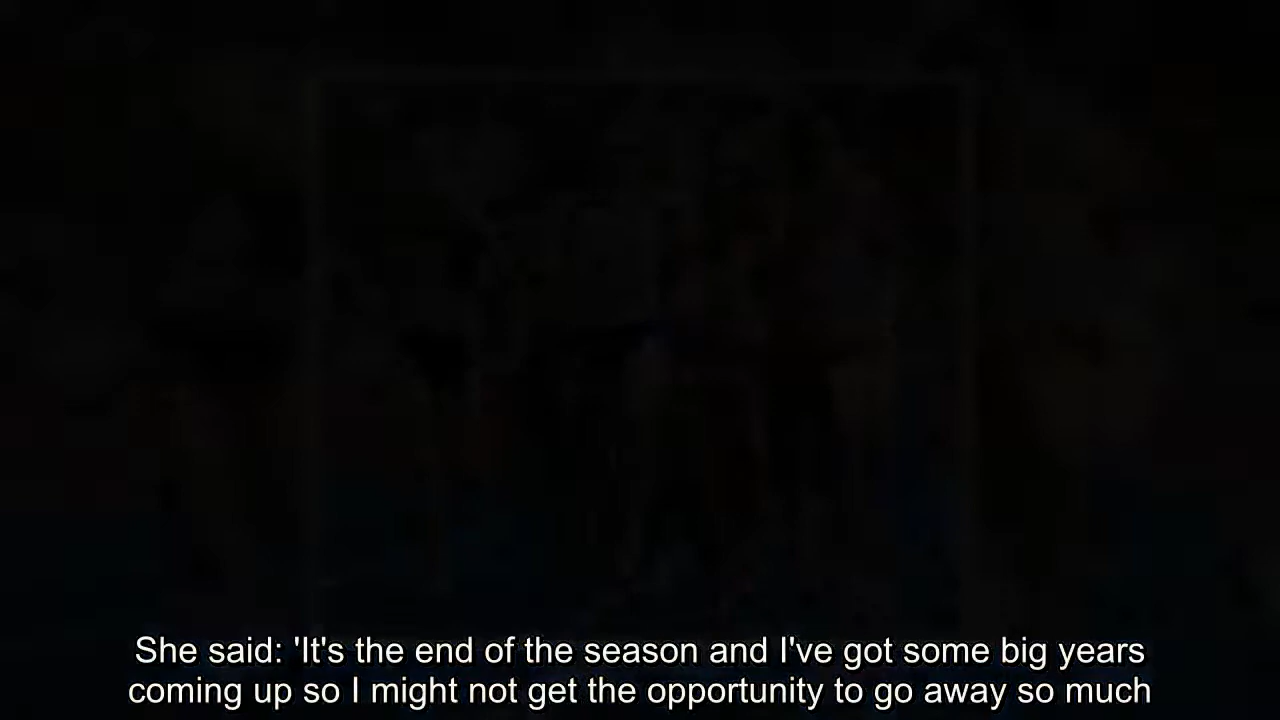 She said: 'It's the end of the season and I've got some big years
coming up so I might not get the opportunity to go away so much